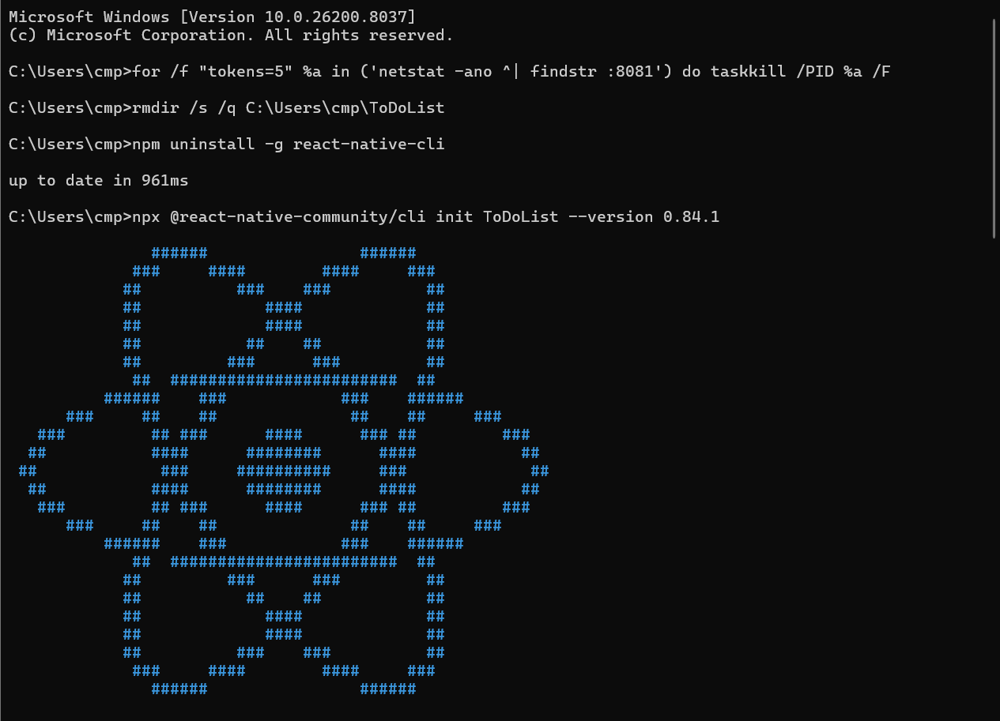 Microsoft Windows [Version 10.0.26200.8037]
(c) Microsoft Corporation. All rights reserved.

C:\Users\cmp>for /f "tokens=5" %a in ('netstat -ano ^| findstr :8081') do taskkill /PID %a /F

C:\Users\cmp>rmdir /s /q C:\Users\cmp\ToDoList

C:\Users\cmp>npm uninstall -g react-native-cli

up to date in 961ms

C:\Users\cmp>npx @react-native-community/cli init ToDoList --version 0.84.1

               ######                ######
             ###     ####        ####     ###
            ##          ###    ###          ##
            ##             ####             ##
            ##             ####             ##
            ##           ##    ##           ##
            ##         ###      ###         ##
             ##  ########################  ##
          ######    ###            ###    ######
      ###     ##    ##              ##    ##     ###
   ###         ## ###      ####      ### ##         ###
  ##           ####      ########      ####           ##
 ##             ###     ##########     ###             ##
  ##           ####      ########      ####           ##
   ###         ## ###      ####      ### ##         ###
      ###     ##    ##              ##    ##     ###
          ######    ###            ###    ######
             ##  ########################  ##
            ##         ###      ###         ##
            ##           ##    ##           ##
            ##             ####             ##
            ##             ####             ##
            ##          ###    ###          ##
             ###     ####        ####     ###
               ######                ######